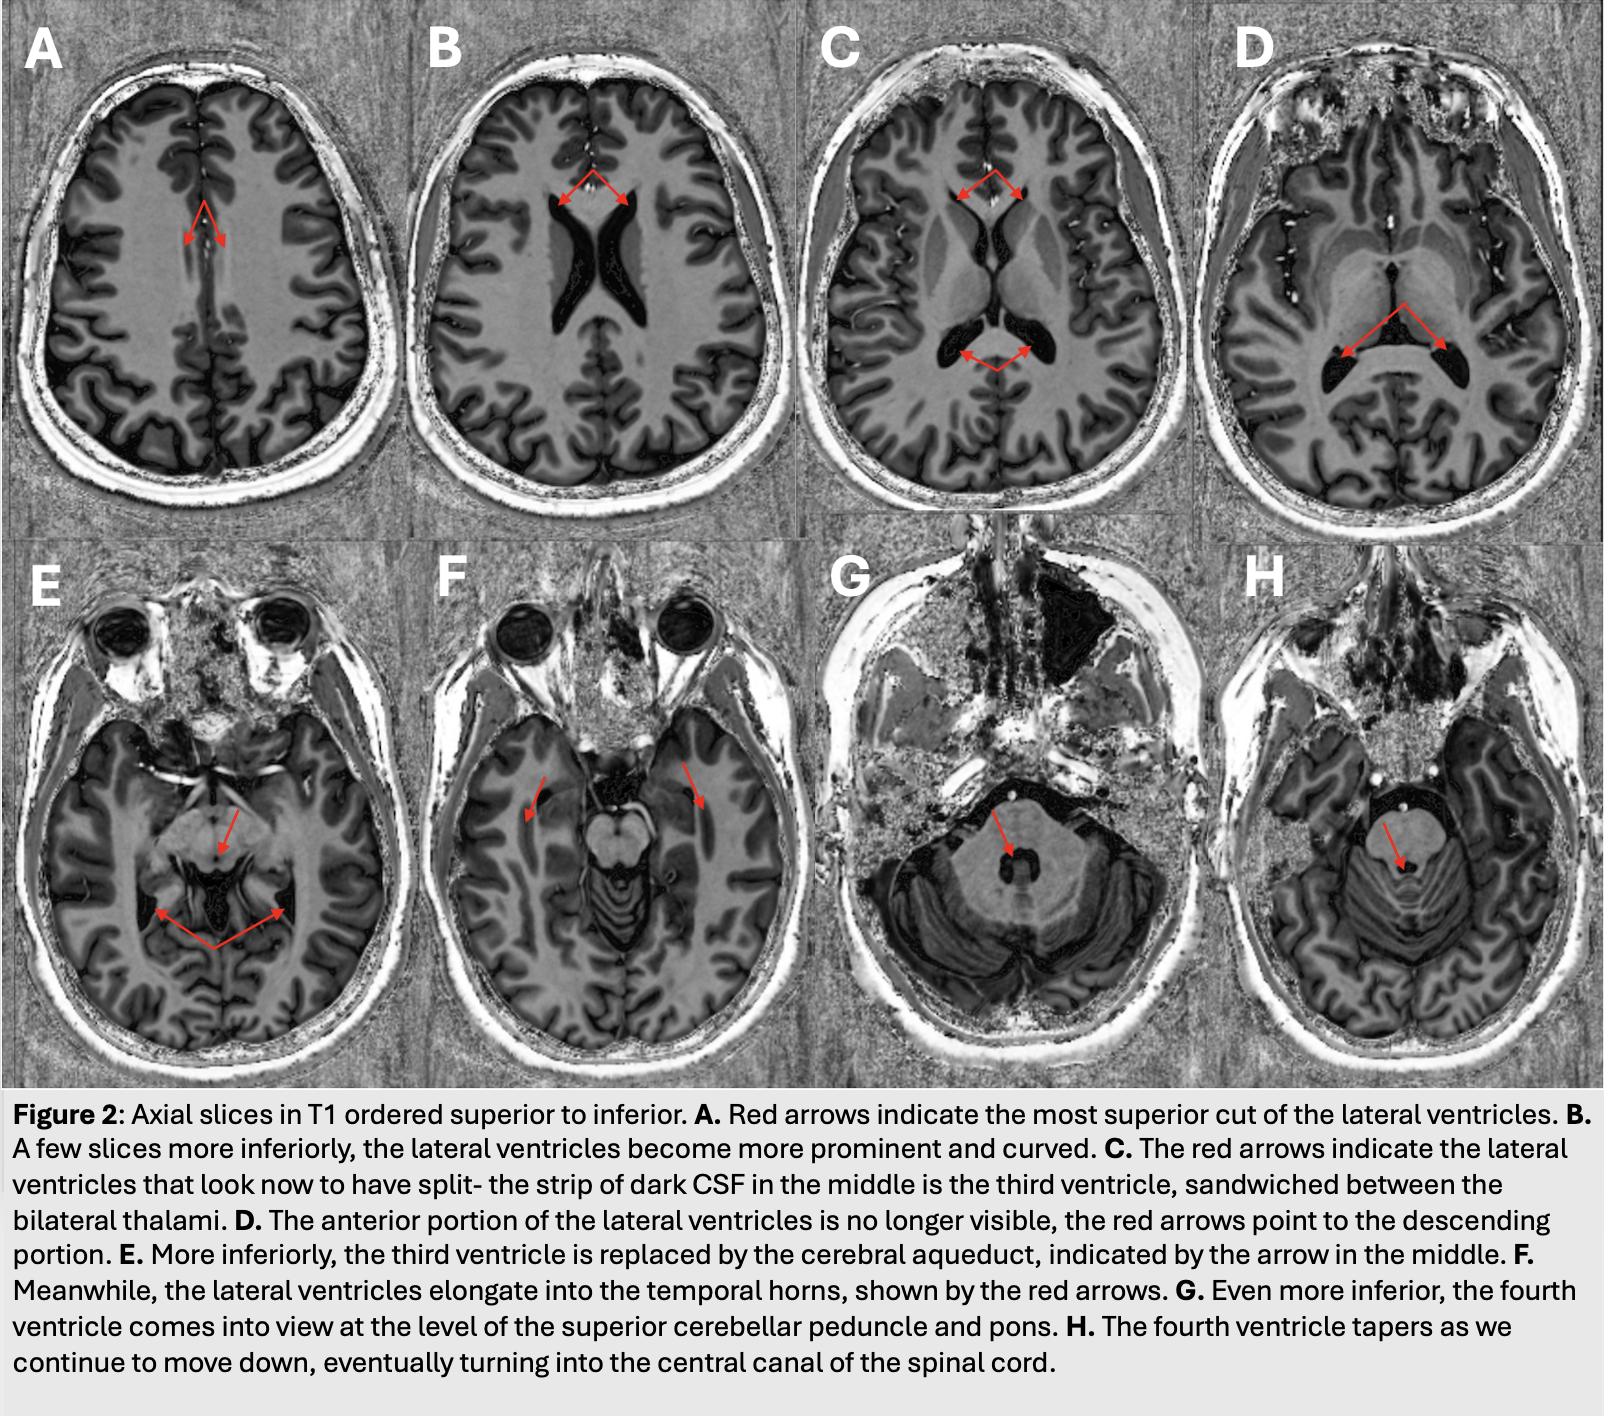 A B C D
E F G H
Figure 2: Axial slices in T1 ordered superior to inferior. A. Red arrows indicate the most superior cut of the lateral ventricles. B.
A few slices more inferiorly, the lateral ventricles become more prominent and curved. C. The red arrows indicate the lateral
ventricles that look now to have split- the strip of dark CSF in the middle is the third ventricle, sandwiched between the
bilateral thalami. D. The anterior portion of the lateral ventricles is no longer visible, the red arrows point to the descending
portion. E. More inferiorly, the third ventricle is replaced by the cerebral aqueduct, indicated by the arrow in the middle. F.
Meanwhile, the lateral ventricles elongate into the temporal horns, shown by the red arrows. G. Even more inferior, the fourth
ventricle comes into view at the level of the superior cerebellar peduncle and pons. H. The fourth ventricle tapers as we
continue to move down, eventually turning into the central canal of the spinal cord.